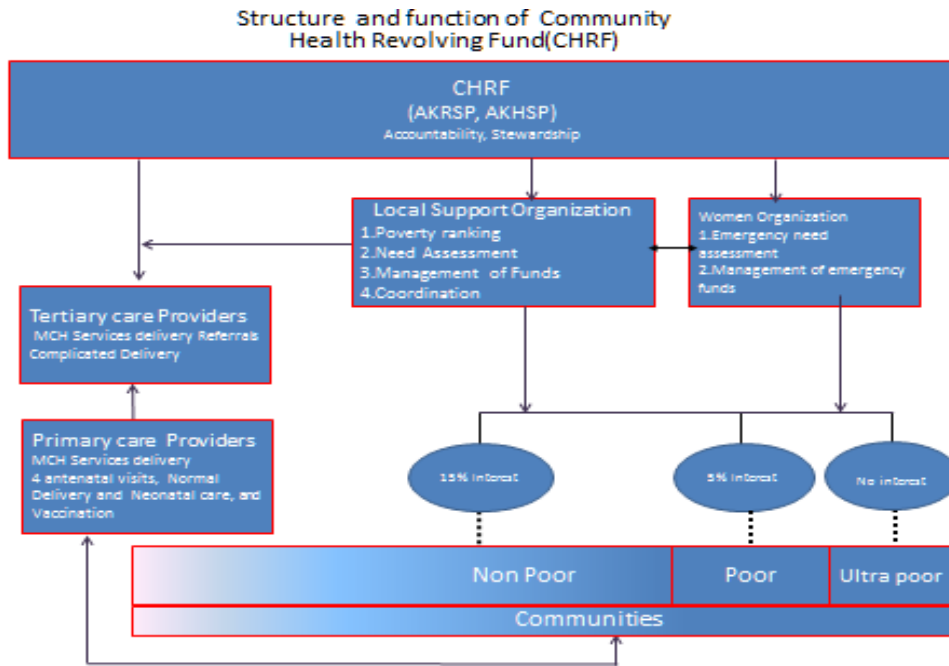 Structure and function of Community
Health Revolving Fund(CHRF)
CHRF
(AKRSP, AKHSP)
Accountability, Stewardship
Local Support Organization
1.Poverty ranking
2.Need Assessment
3.Management of Funds
4.Coordination
Women Organization
1.Emergency need
assessment
2.Management of emergency
funds
Tertiary care Providers
MCH Services delivery Referrals
Complicated Delivery
Primary care Providers
MCH Services delivery
4 antenatal visits, Normal
Delivery and Neonatal care, and
Vaccination
15% Interest
5% Interest
No interest
Non Poor
Poor
Ultra poor
Communities